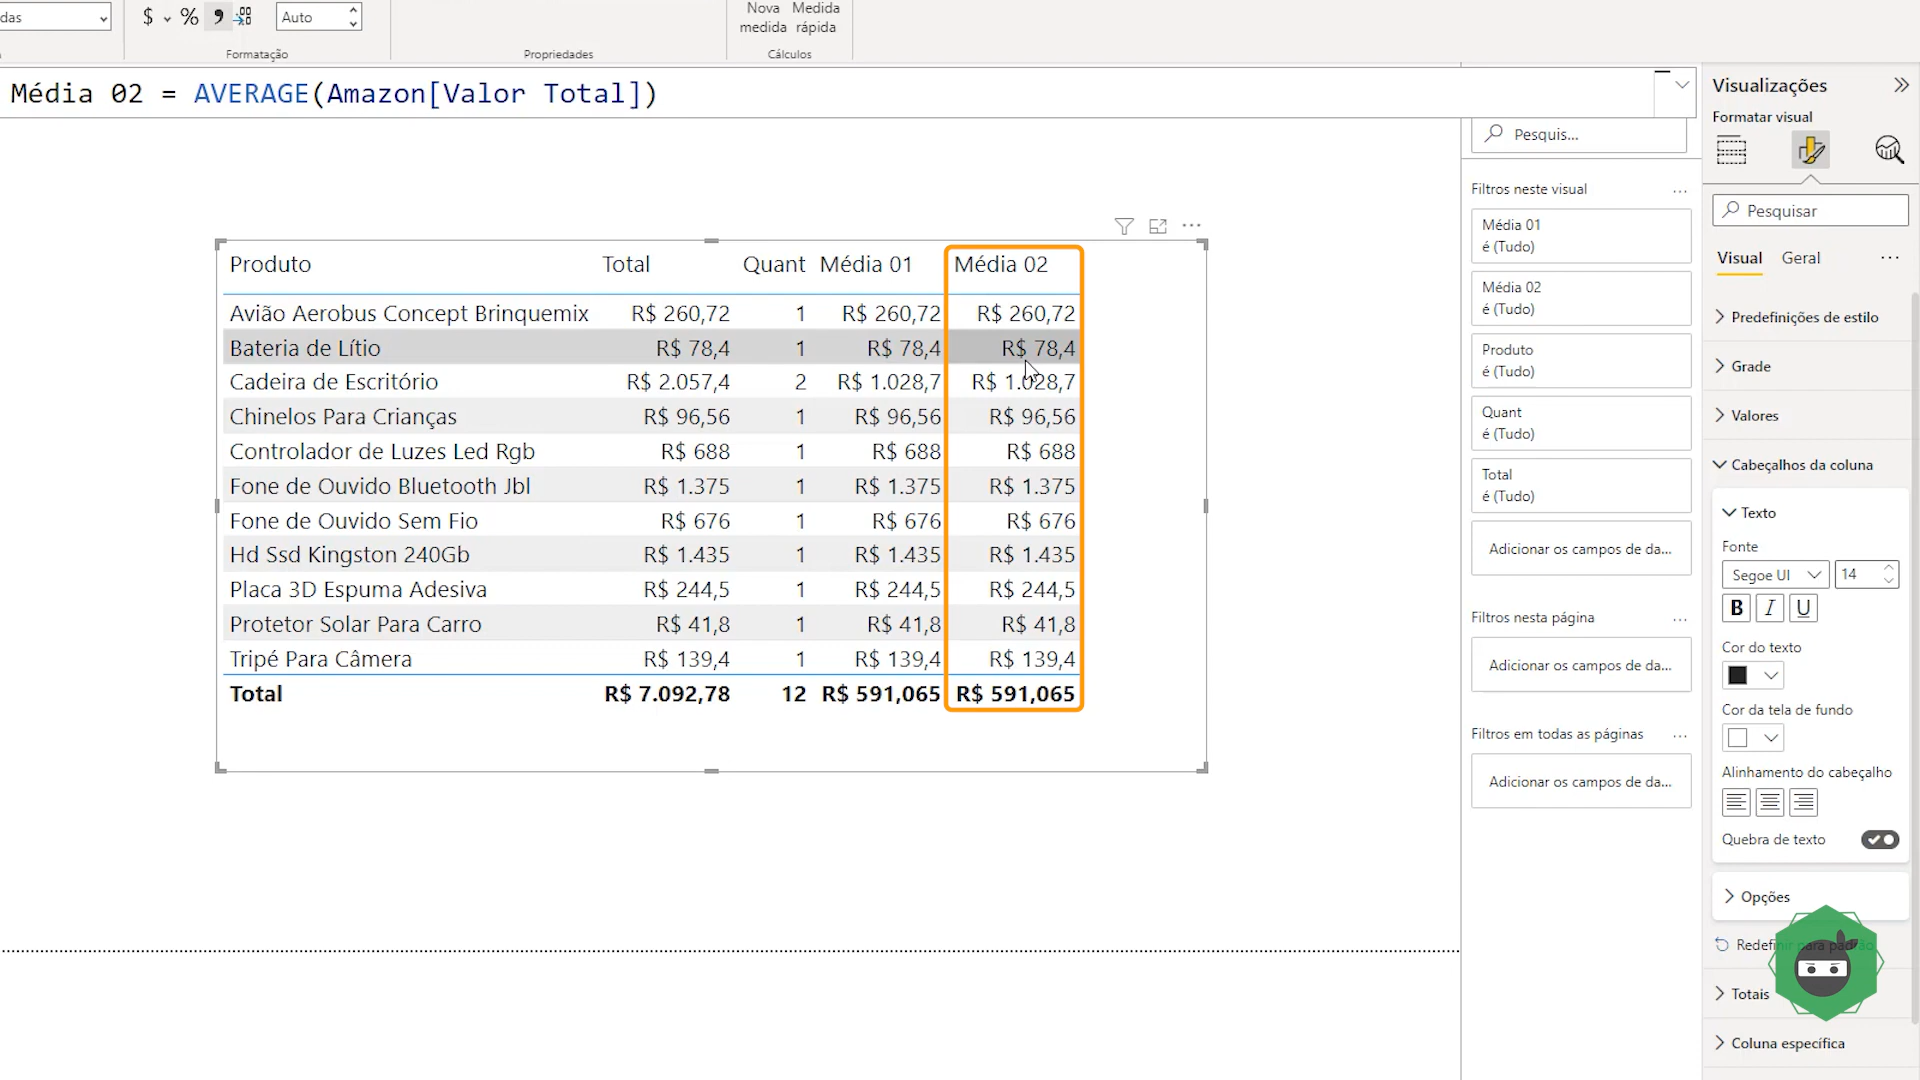 das
$ % Auto
Formatação
Propriedades
Nova medida
Medida rápida
Cálculos
Média 02 = AVERAGE(Amazon[Valor Total])
Produto Total Quant Média 01 Média 02
Avião Aerobus Concept Brinquemix R$ 260,72 1 R$ 260,72 R$ 260,72
Bateria de Lítio R$ 78,4 1 R$ 78,4 R$ 78,4
Cadeira de Escritório R$ 2.057,4 2 R$ 1.028,7 R$ 1.028,7
Chinelos Para Crianças R$ 96,56 1 R$ 96,56 R$ 96,56
Controlador de Luzes Led Rgb R$ 688 1 R$ 688 R$ 688
Fone de Ouvido Bluetooth Jbl R$ 1.375 1 R$ 1.375 R$ 1.375
Fone de Ouvido Sem Fio R$ 676 1 R$ 676 R$ 676
Hd Ssd Kingston 240Gb R$ 1.435 1 R$ 1.435 R$ 1.435
Placa 3D Espuma Adesiva R$ 244,5 1 R$ 244,5 R$ 244,5
Protetor Solar Para Carro R$ 41,8 1 R$ 41,8 R$ 41,8
Tripé Para Câmera R$ 139,4 1 R$ 139,4 R$ 139,4
Total R$ 7.092,78 12 R$ 591,065 R$ 591,065
Pesquis...
Filtros neste visual ...
Média 01
é (Tudo)
Média 02
é (Tudo)
Produto
é (Tudo)
Quant
é (Tudo)
Total
é (Tudo)
Adicionar os campos de da...
Filtros nesta página ...
Adicionar os campos de da...
Filtros em todas as páginas ...
Adicionar os campos de da...
Visualizações
Formatar visual
Pesquisar
Visual Geral ...
Predefinições de estilo
Grade
Valores
Cabeçalhos da coluna
Texto
Fonte
Segoe UI 14
B I U
Cor do texto
Cor da tela de fundo
Alinhamento do cabeçalho
Quebra de texto
Opções
Redefinir para padrão
Totais
Coluna específica